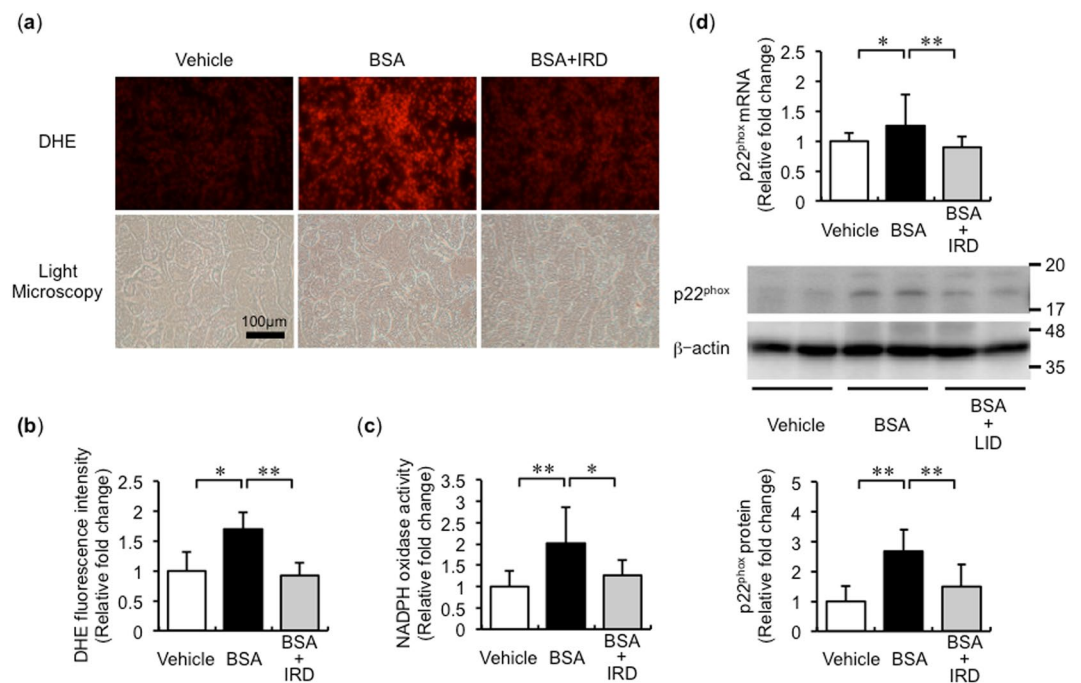 (a)
Vehicle
BSA
BSA+IRD
DHE
Light
Microscopy
100μm
(b)
DHE fluorescence intensity
(Relative fold change)
2.5
2
1.5
1
0.5
0
*
**
Vehicle
BSA
BSA
+
IRD
(c)
NADPH oxidase activity
(Relative fold change)
3.5
3
2.5
2
1.5
1
0.5
0
**
*
Vehicle
BSA
BSA
+
IRD
(d)
p22phox mRNA
(Relative fold change)
2.5
2
1.5
1
0.5
0
*
**
Vehicle
BSA
BSA
+
IRD
p22phox
20
17
β−actin
48
35
Vehicle
BSA
BSA
+
LID
p22phox protein
(Relative fold change)
5
4
3
2
1
0
**
**
Vehicle
BSA
BSA
+
IRD